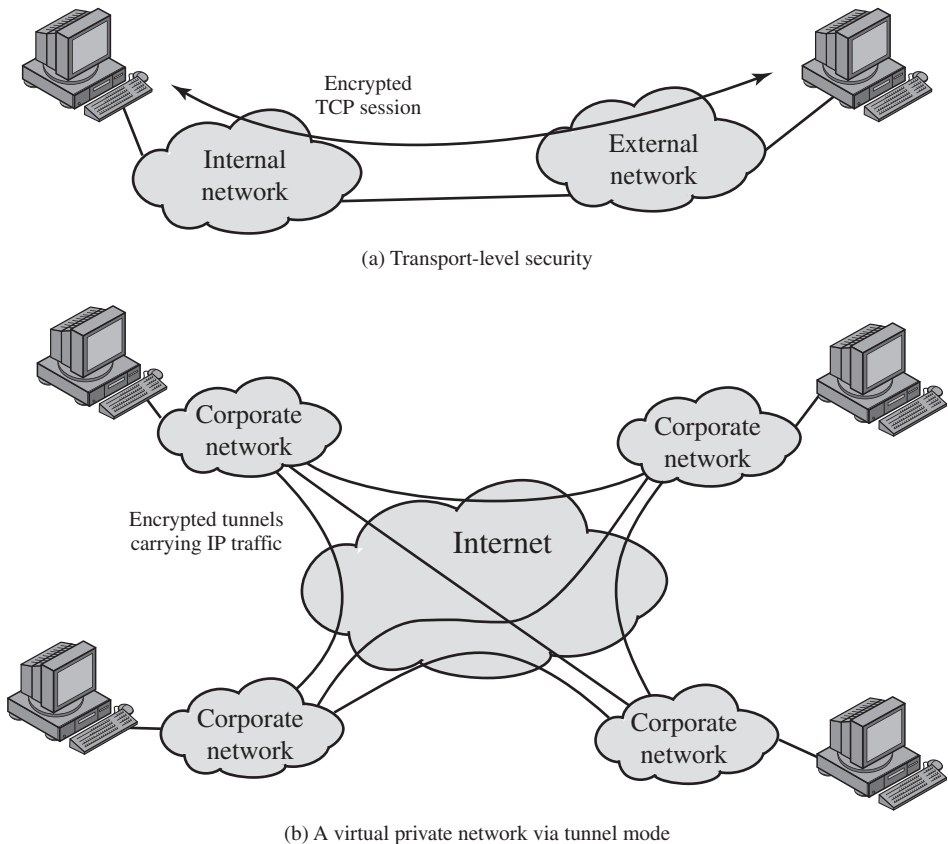 Encrypted
TCP session
Internal
network
External
network
(a) Transport-level security
Corporate
network
Corporate
network
Encrypted tunnels
carrying IP traffic
Internet
Corporate
network
Corporate
network
(b) A virtual private network via tunnel mode